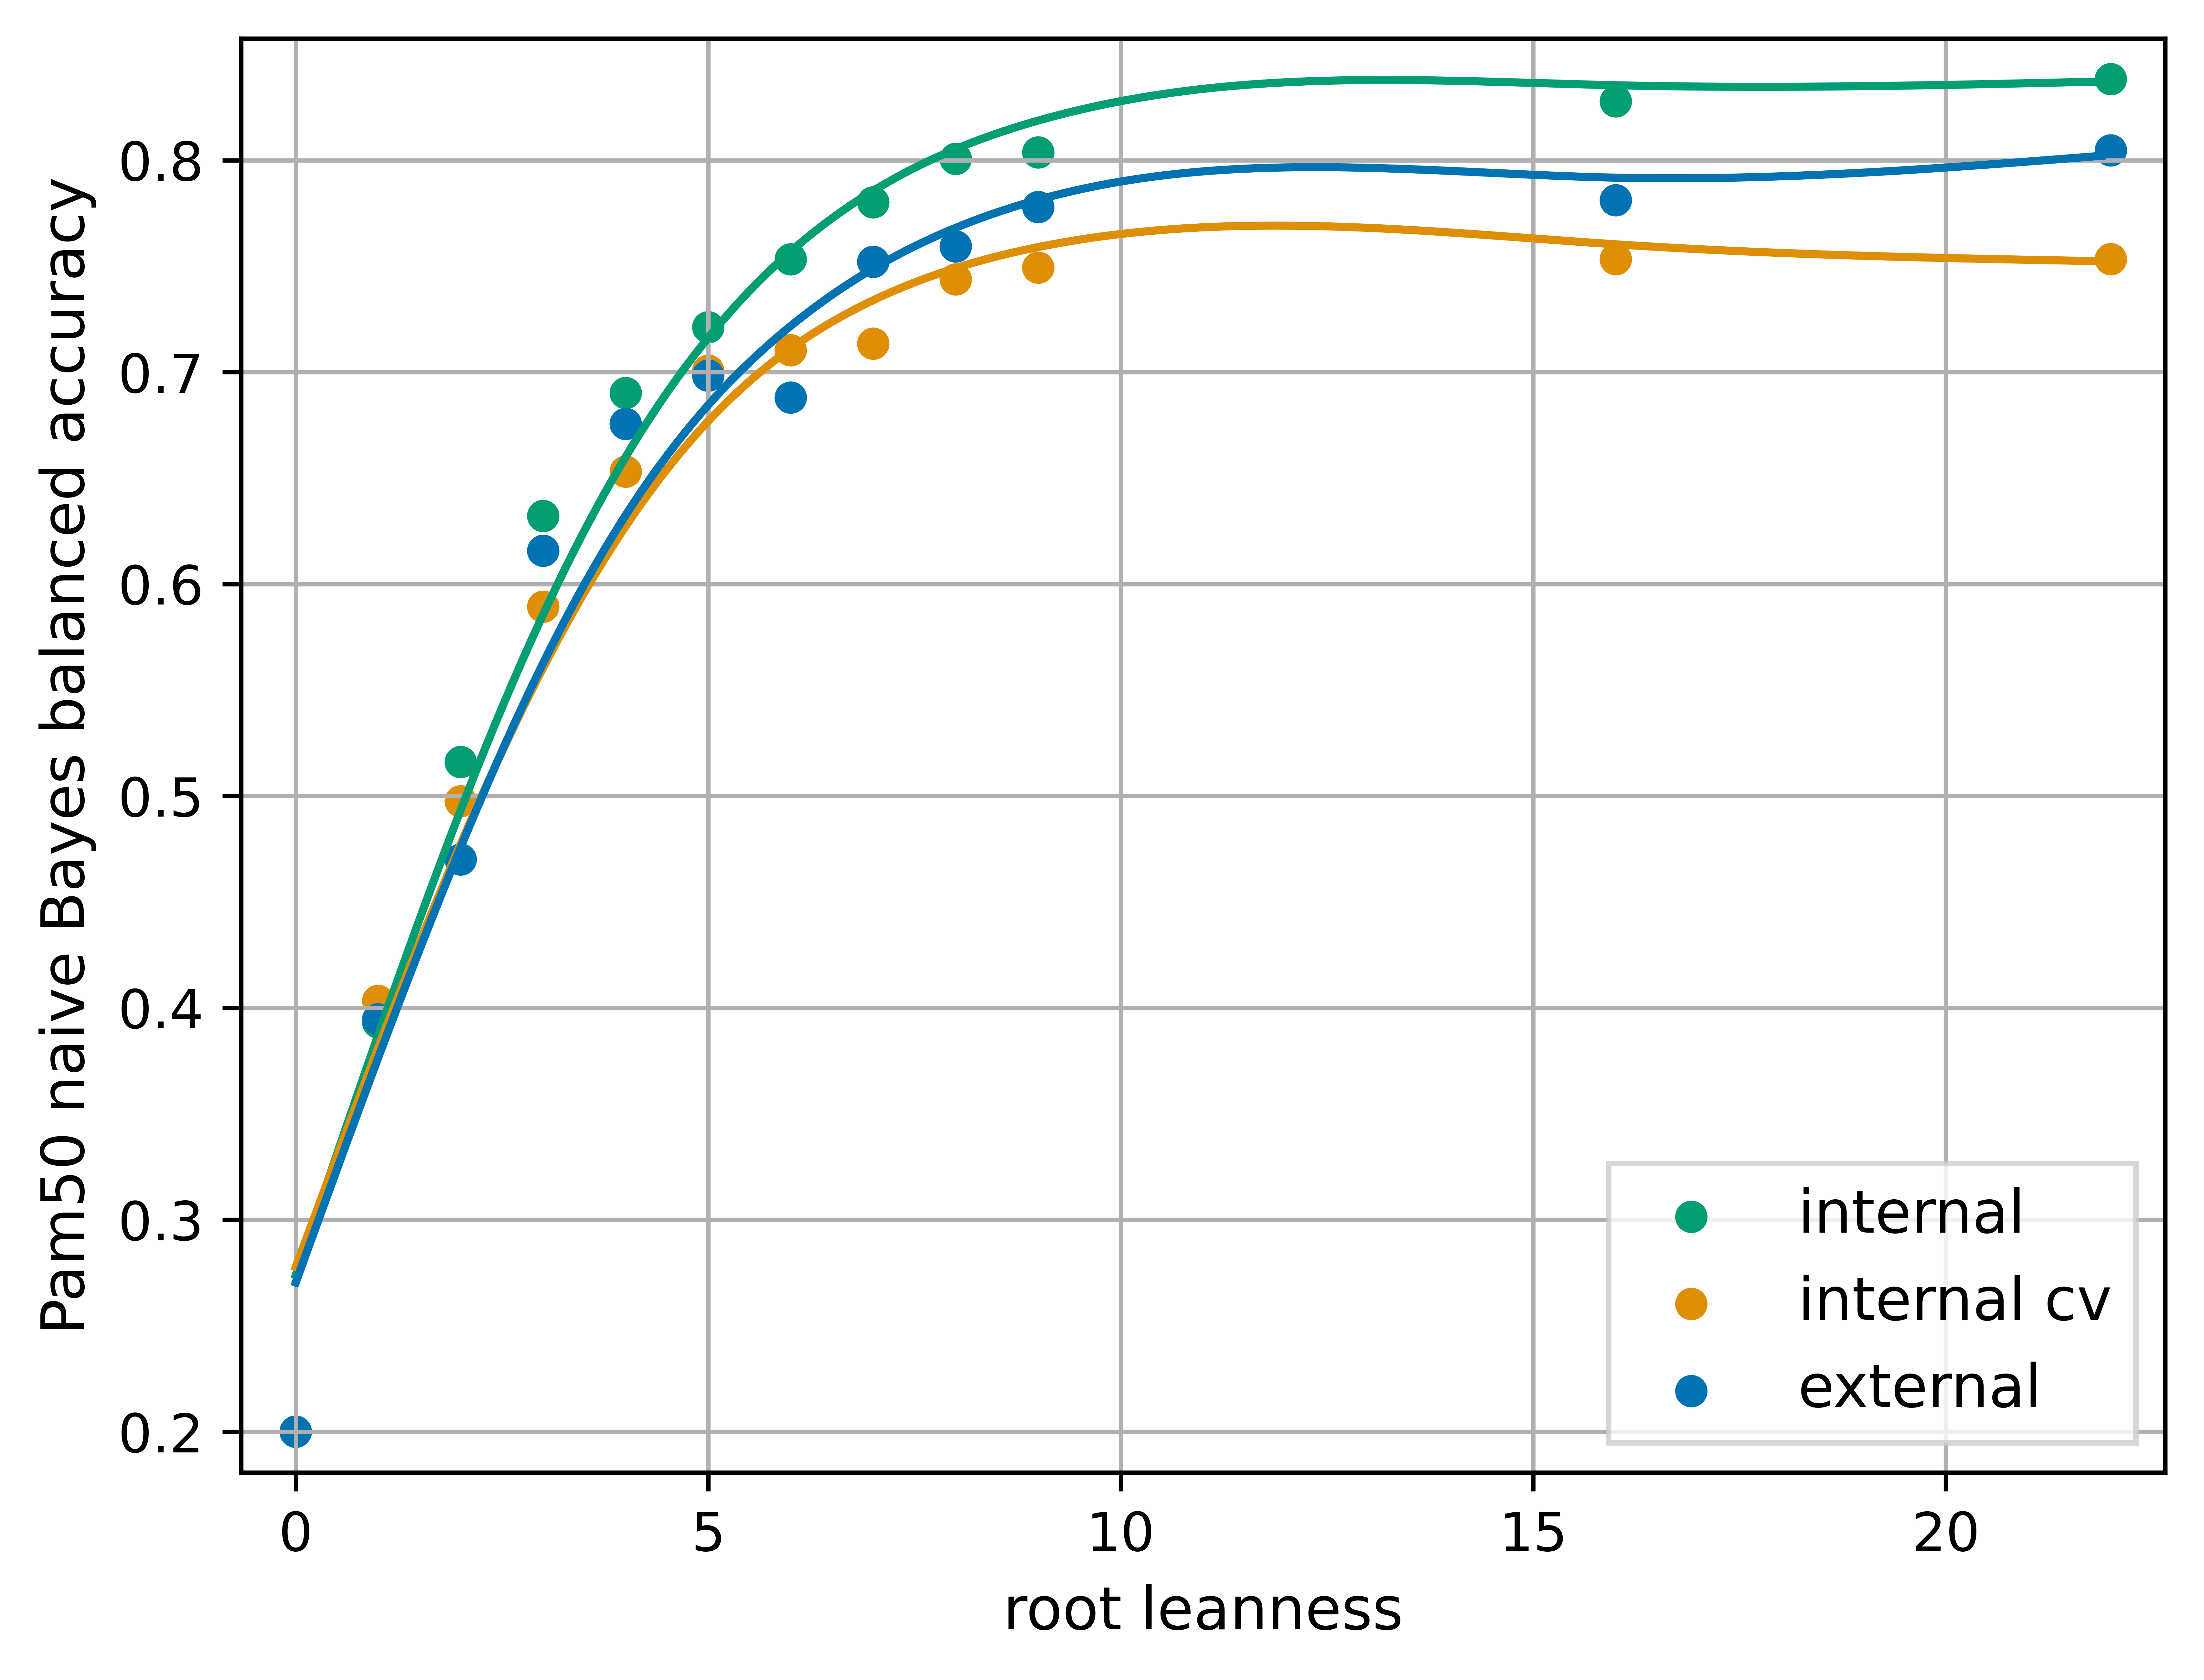 Pam50 naive Bayes balanced accuracy
0.8
0.7
0.6
0.5
0.4
0.3
0.2
0 5 10 15 20
root leanness
internal
internal cv
external